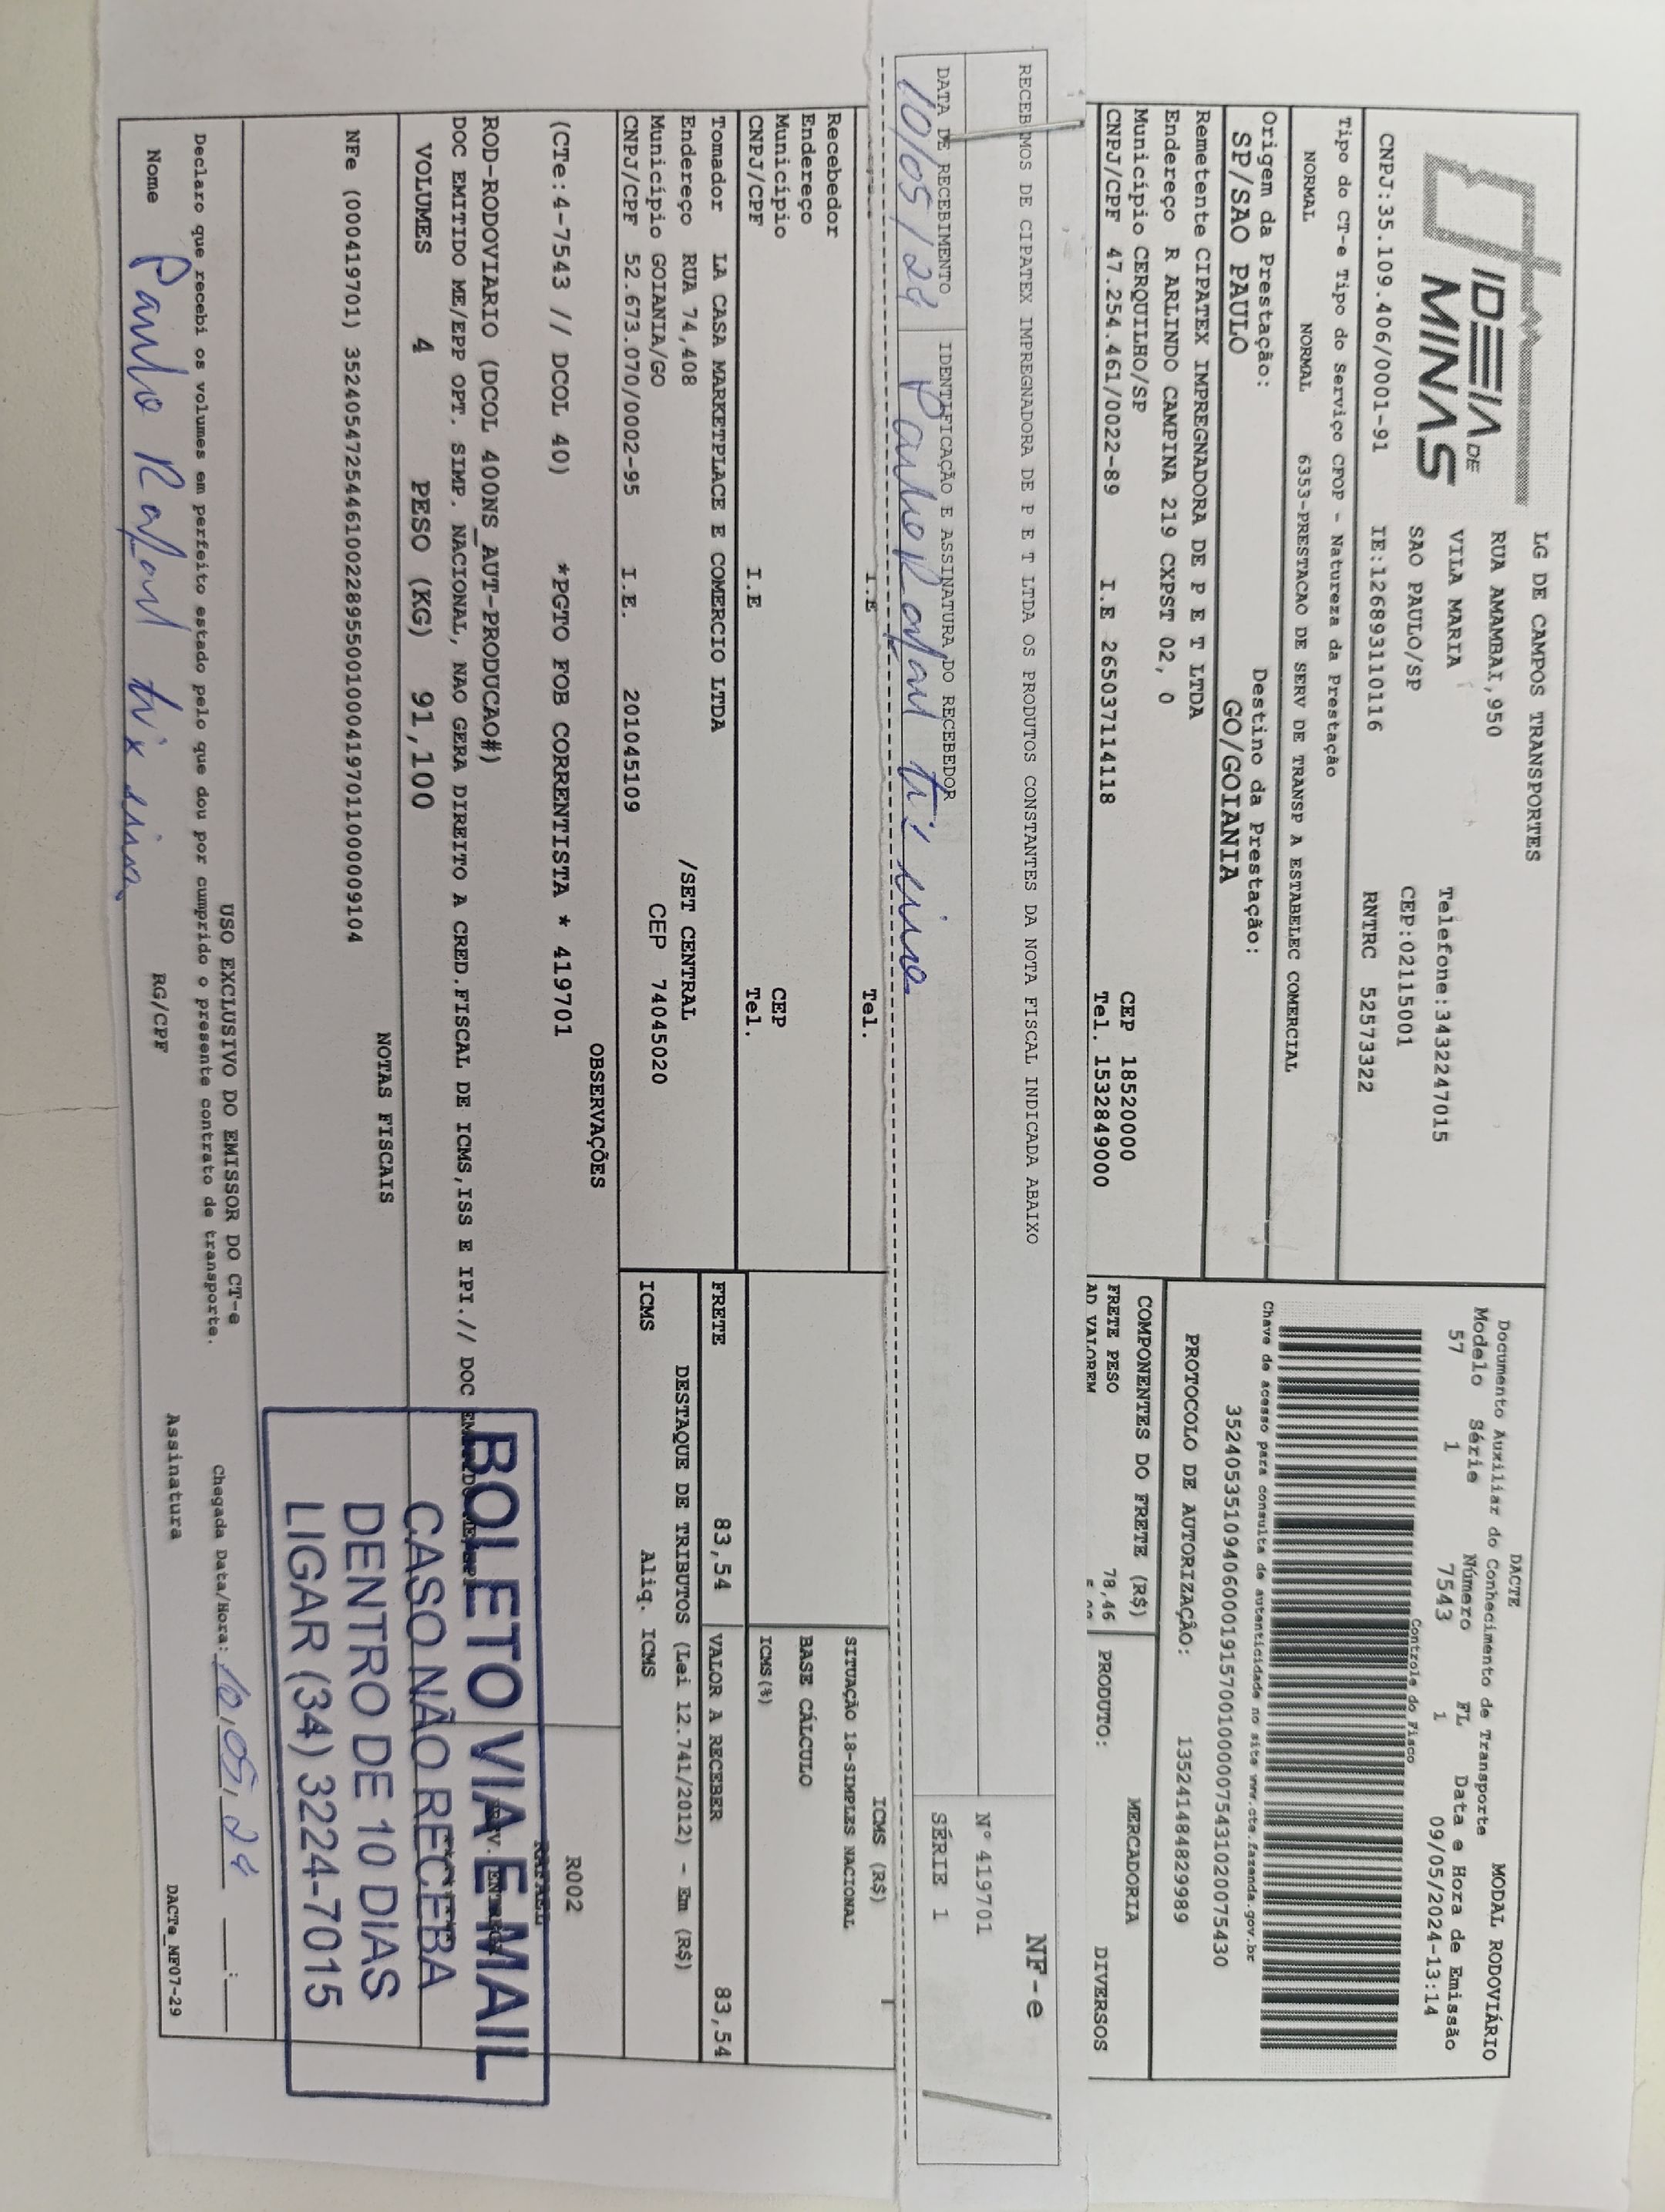 IDEIA DE
MINAS
LG DE CAMPOS TRANSPORTES
RUA AMAMBAI,950
VILA MARIA
Telefone:3432247015
SAO PAULO/SP
CEP:02115001
CNPJ:35.109.406/0001-91 IE:126893110116 RNTRC 52573322
Tipo do CT-e Tipo do Serviço CFOP - Natureza da Prestação
NORMAL NORMAL 6353-PRESTACAO DE SERV DE TRANSP A ESTABELEC COMERCIAL
Origem da Prestação: Destino da Prestação:
SP/SAO PAULO GO/GOIANIA
Remetente CIPATEX IMPREGNADORA DE P E T LTDA
Endereço R ARLINDO CAMPINA 219 CXPST 02, 0
Município CERQUILHO/SP CEP 18520000
CNPJ/CPF 47.254.461/0022-89 I.E 265037114118 Tel. 1532849000
DACTE
Documento Auxiliar do Conhecimento de Transporte MODAL RODOVIÁRIO
Modelo Série Número FL Data e Hora de Emissão
57 1 7543 1 09/05/2024-13:14
Controle do Fisco
Chave de acesso para consulta de autenticidade no site www.cte.fazenda.gov.br
35240535109406000191570010000075431020075430
PROTOCOLO DE AUTORIZAÇÃO: 135241484829989
COMPONENTES DO FRETE (R$) MERCADORIA
FRETE PESO 78,46 PRODUTO: DIVERSOS
AD VALOREM
RECEBEMOS DE CIPATEX IMPREGNADORA DE P E T LTDA OS PRODUTOS CONSTANTES DA NOTA FISCAL INDICADA ABAIXO
NF-e
Nº 419701
SÉRIE 1
DATA DE RECEBIMENTO IDENTIFICAÇÃO E ASSINATURA DO RECEBEDOR
10/05/24 Paulo Rafael
I.E Tel.
Recebedor
Endereço
Município CEP
CNPJ/CPF I.E Tel.
ICMS (R$)
SITUAÇÃO 18-SIMPLES NACIONAL
BASE CÁLCULO
ICMS(%)
Tomador LA CASA MARKETPLACE E COMERCIO LTDA
Endereço RUA 74,408 /SET CENTRAL
Município GOIANIA/GO CEP 74045020
CNPJ/CPF 52.673.070/0002-95 I.E. 201045109
FRETE 83,54 VALOR A RECEBER 83,54
DESTAQUE DE TRIBUTOS (Lei 12.741/2012) - Em (R$)
ICMS Aliq. ICMS
OBSERVAÇÕES
(CTe:4-7543 // DCOL 40) *PGTO FOB CORRENTISTA * 419701
R002
RAFAEL
ROD-RODOVIARIO (DCOL 400NS_AUT-PRODUCAO#)
DOC EMITIDO ME/EPP OPT. SIMP. NACIONAL, NAO GERA DIREITO A CRED.FISCAL DE ICMS,ISS E IPI.// DOC EMITIDO ME/EPP
VOLUMES 4 PESO (KG) 91,100
BOLETO VIA E-MAIL
CASO NÃO RECEBA
DENTRO DE 10 DIAS
LIGAR (34) 3224-7015
NOTAS FISCAIS
NFe (000419701) 35240547254461002289550010004197011000009104
USO EXCLUSIVO DO EMISSOR DO CT-e
Declaro que recebi os volumes em perfeito estado pelo que dou por cumprido o presente contrato de transporte.
Chegada Data/Hora: 10,05,24 __:__
Nome Paulo Rafael RG/CPF Assinatura
DACTe_MF07-29